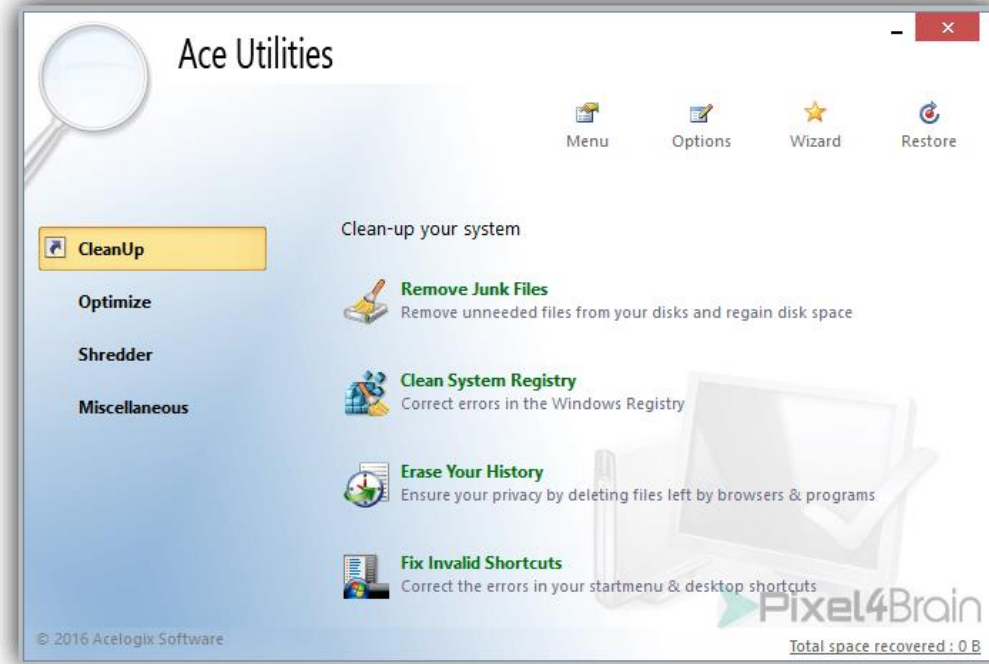 Ace Utilities
Menu
Options
Wizard
Restore
CleanUp
Optimize
Shredder
Miscellaneous
Clean-up your system
Remove Junk Files
Remove unneeded files from your disks and regain disk space
Clean System Registry
Correct errors in the Windows Registry
Erase Your History
Ensure your privacy by deleting files left by browsers & programs
Fix Invalid Shortcuts
Correct the errors in your startmenu & desktop shortcuts
Pixel4Brain
© 2016 Acelogix Software
Total space recovered : 0 B